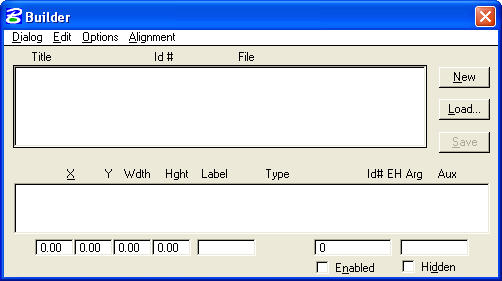 Builder
Dialog Edit Options Alignment
Title Id # File
New
Load...
Save
X Y Wdth Hght Label Type Id# EH Arg Aux
0.00 0.00 0.00 0.00 0
Enabled Hidden